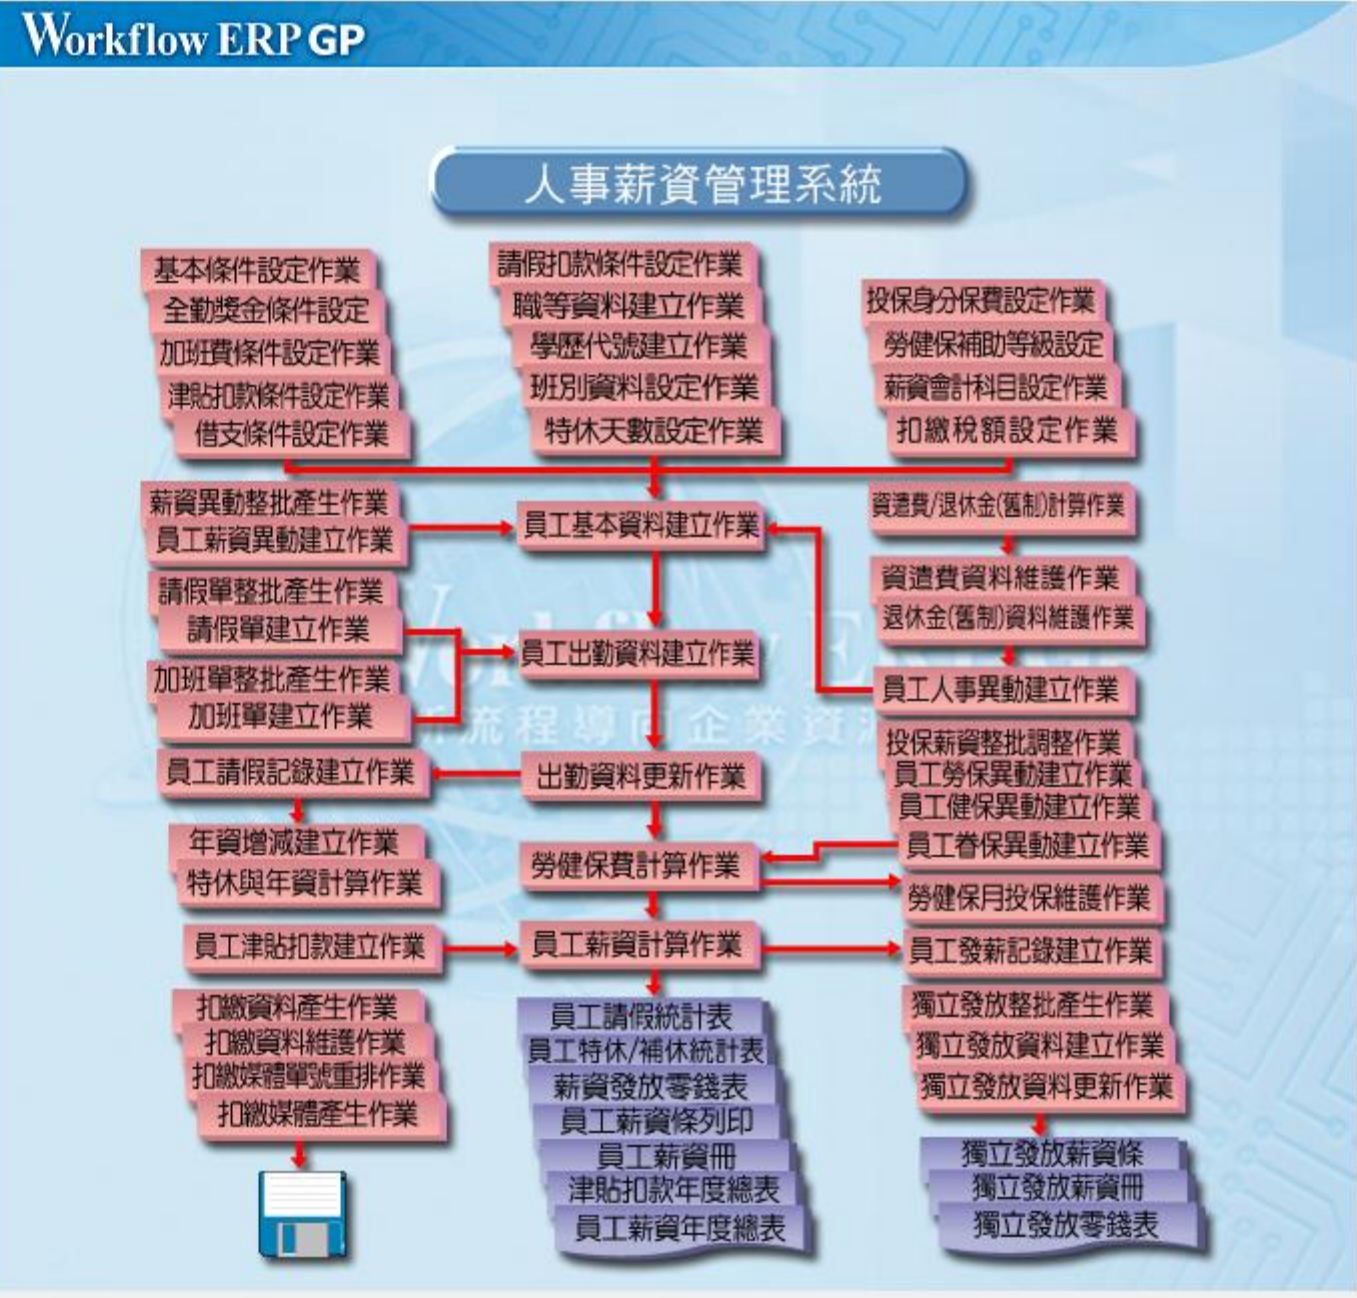 Workflow ERP GP
人事薪資管理系統
基本條件設定作業
全勤獎金條件設定
加班費條件設定作業
津貼扣款條件設定作業
借支條件設定作業
請假扣款條件設定作業
職等資料建立作業
學歷代號建立作業
班別資料設定作業
特休天數設定作業
投保身分保費設定作業
勞健保補助等級設定
薪資會計科目設定作業
扣繳稅額設定作業
薪資異動整批產生作業
員工薪資異動建立作業
請假單整批產生作業
請假單建立作業
加班單整批產生作業
加班單建立作業
員工請假記錄建立作業
年資增減建立作業
特休與年資計算作業
員工津貼扣款建立作業
扣繳資料產生作業
扣繳資料維護作業
扣繳媒體單號重排作業
扣繳媒體產生作業
員工基本資料建立作業
員工出勤資料建立作業
出勤資料更新作業
勞健保費計算作業
員工薪資計算作業
員工請假統計表
員工特休/補休統計表
薪資發放零錢表
員工薪資條列印
員工薪資冊
津貼扣款年度總表
員工薪資年度總表
資遣費/退休金(舊制)計算作業
資遣費資料維護作業
退休金(舊制)資料維護作業
員工人事異動建立作業
投保薪資整批調整作業
員工勞保異動建立作業
員工健保異動建立作業
員工眷保異動建立作業
勞健保月投保維護作業
員工發薪記錄建立作業
獨立發放整批產生作業
獨立發放資料建立作業
獨立發放資料更新作業
獨立發放薪資條
獨立發放薪資冊
獨立發放零錢表